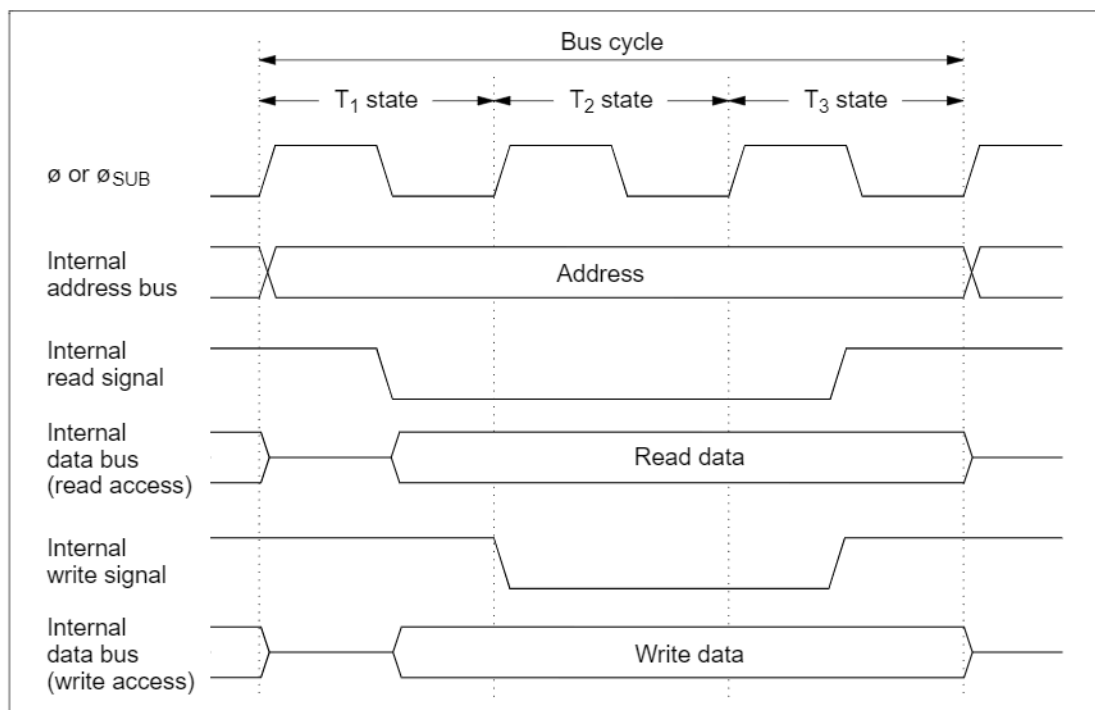 Bus cycle
T₁ state
T₂ state
T₃ state
ø or ø_SUB
Internal
address bus
Address
Internal
read signal
Internal
data bus
(read access)
Read data
Internal
write signal
Internal
data bus
(write access)
Write data